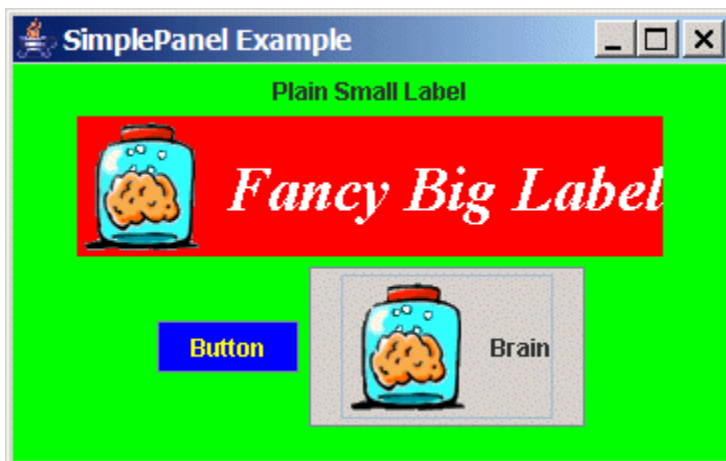 SimplePanel Example
Plain Small Label
Fancy Big Label
Button
Brain